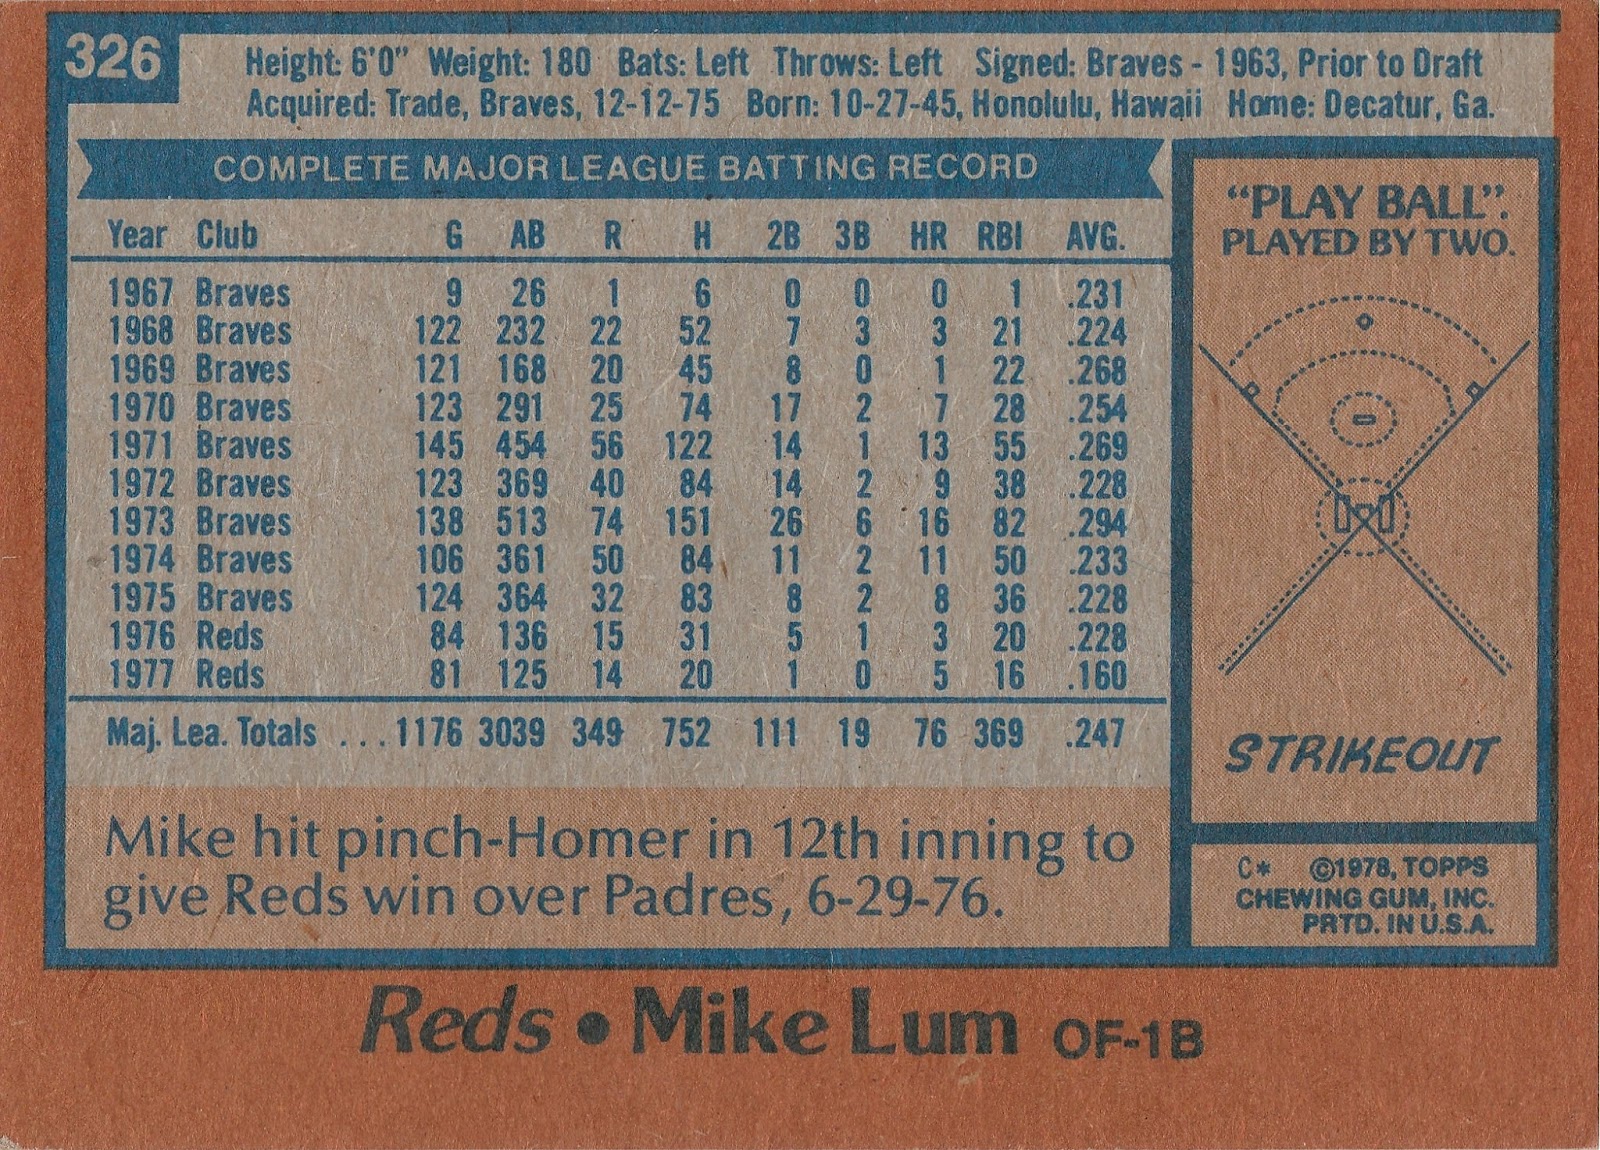 326
Height: 6'0" Weight: 180 Bats: Left Throws: Left Signed: Braves - 1963, Prior to Draft
Acquired: Trade, Braves, 12-12-75 Born: 10-27-45, Honolulu, Hawaii Home: Decatur, Ga.
COMPLETE MAJOR LEAGUE BATTING RECORD
Year Club G AB R H 2B 3B HR RBI AVG.
1967 Braves 9 26 1 6 0 0 0 1 .231
1968 Braves 122 232 22 52 7 3 3 21 .224
1969 Braves 121 168 20 45 8 0 1 22 .268
1970 Braves 123 291 25 74 17 2 7 28 .254
1971 Braves 145 454 56 122 14 1 13 55 .269
1972 Braves 123 369 40 84 14 2 9 38 .228
1973 Braves 138 513 74 151 26 6 16 82 .294
1974 Braves 106 361 50 84 11 2 11 50 .233
1975 Braves 124 364 32 83 8 2 8 36 .228
1976 Reds 84 136 15 31 5 1 3 20 .228
1977 Reds 81 125 14 20 1 0 5 16 .160
Maj. Lea. Totals ... 1176 3039 349 752 111 19 76 369 .247
Mike hit pinch-Homer in 12th inning to
give Reds win over Padres, 6-29-76.
"PLAY BALL".
PLAYED BY TWO.
STRIKEOUT
C* ©1978, TOPPS
CHEWING GUM, INC.
PRTD. IN U.S.A.
Reds • Mike Lum OF-1B